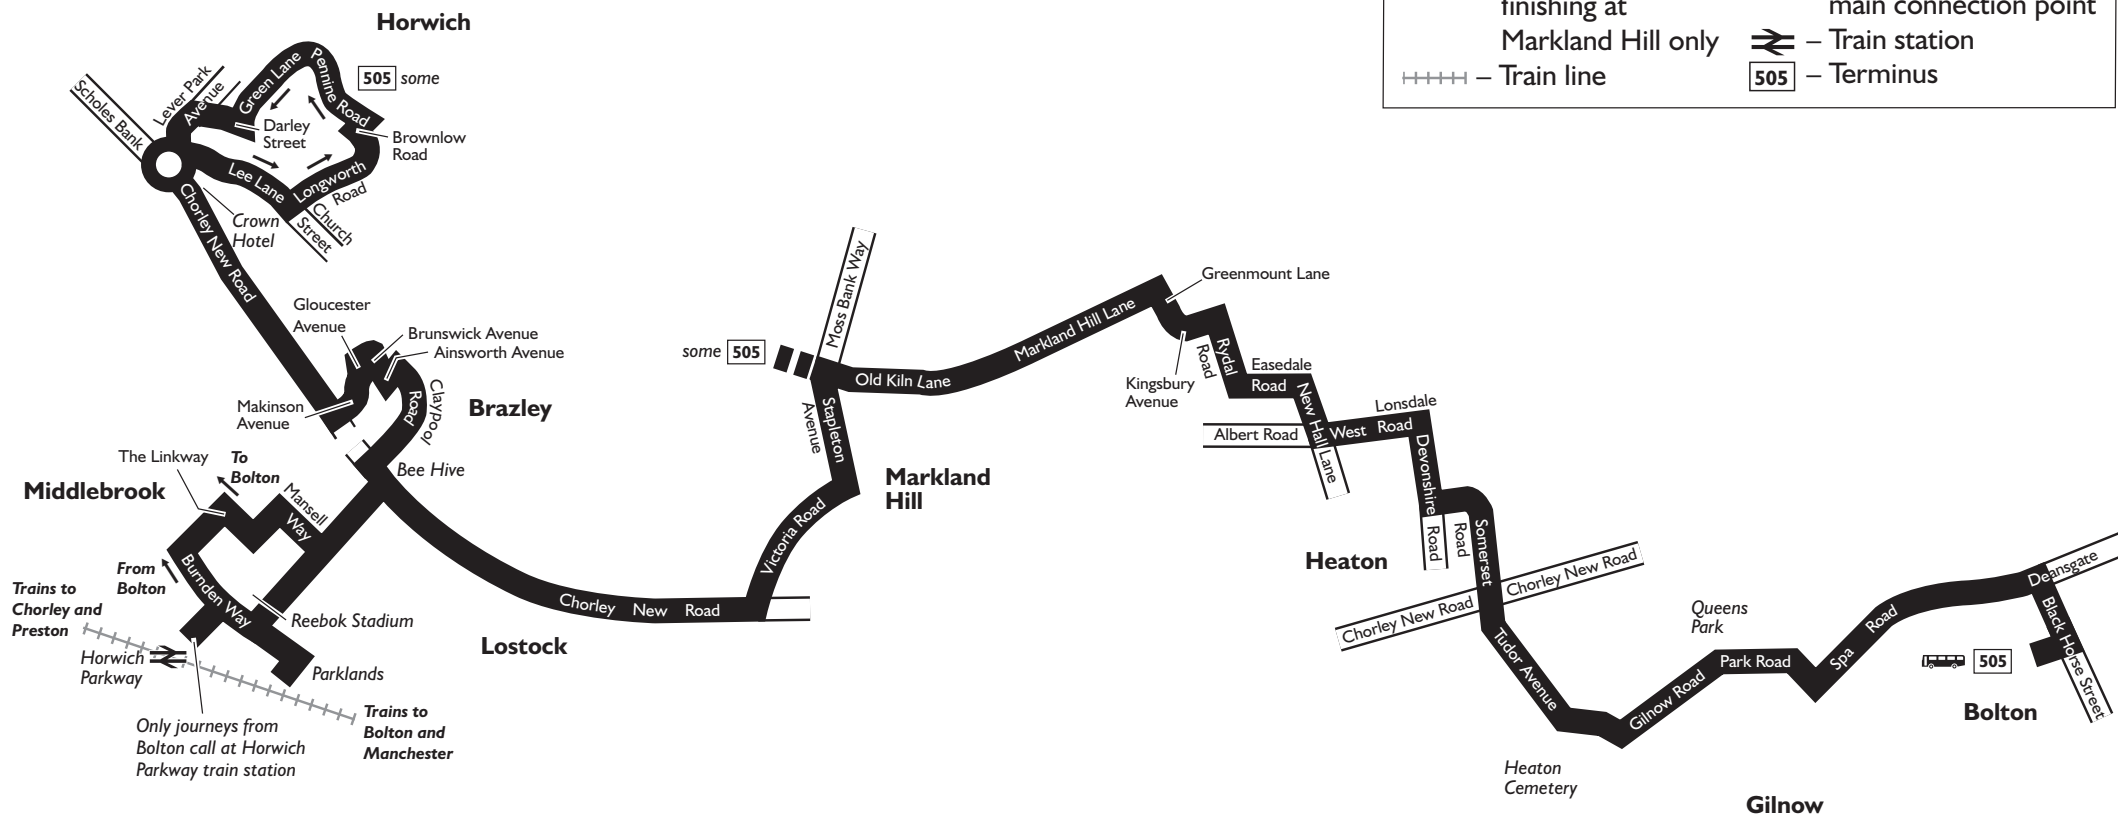 Horwich
finishing at
Markland Hill only
– Train line
main connection point
– Train station
505 – Terminus
Scholes Bank
Lever Park
Avenue
Green Lane
Pennine Road
505 some
Darley
Street
Brownlow
Road
Lee Lane
Longworth
Road
Church
Street
Crown
Hotel
Chorley New Road
Gloucester
Avenue
Brunswick Avenue
Ainsworth Avenue
Makinson
Avenue
Claypool
Road
Brazley
Bee Hive
The Linkway
To
Bolton
Middlebrook
Mansell
Way
From
Bolton
Burnden Way
Trains to
Chorley and
Preston
Reebok Stadium
Horwich
Parkway
Parklands
Only journeys from
Bolton call at Horwich
Parkway train station
Trains to
Bolton and
Manchester
Lostock
Chorley New Road
Victoria Road
Stapleton
Avenue
Markland
Hill
some 505
Moss Bank Way
Old Kiln Lane
Markland Hill Lane
Greenmount Lane
Kingsbury
Avenue
Rydal
Road
Easedale
Road
New Hall Lane
Albert Road
West Road
Lonsdale
Devonshire
Road
Somerset
Road
Heaton
Chorley New Road
Chorley New Road
Tudor Avenue
Heaton
Cemetery
Gilnow Road
Gilnow
Park Road
Queens
Park
Spa Road
Deansgate
Black Horse Street
505
Bolton